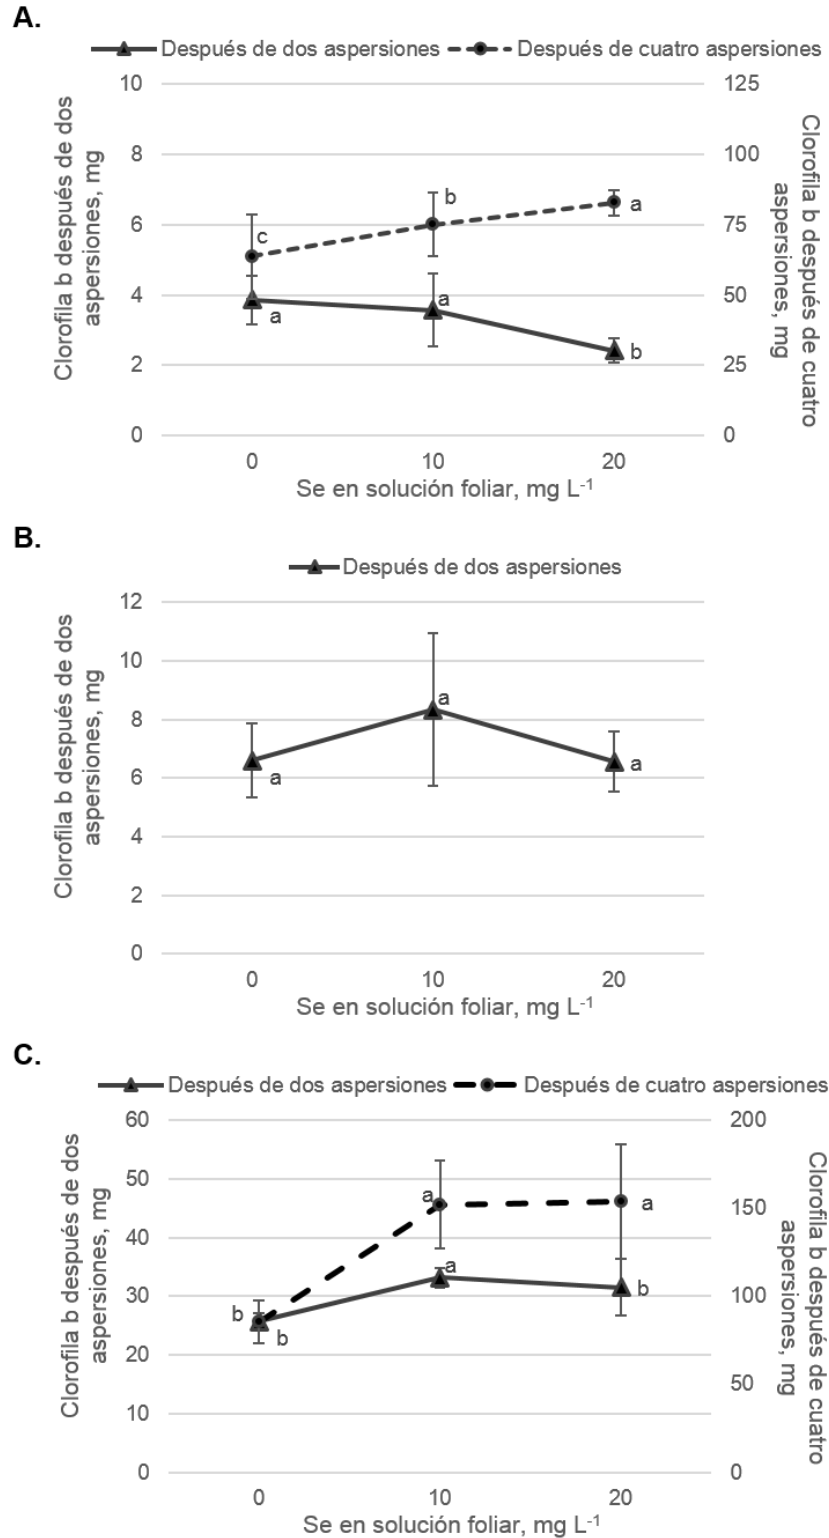 A.
Después de dos aspersiones
Después de cuatro aspersiones
Clorofila b después de dos
aspersiones, mg
10
8
6
4
2
0
c
b
a
a
a
b
125
100
75
50
25
0
Clorofila b después de cuatro
aspersiones, mg
0 10 20
Se en solución foliar, mg L-1
B.
Después de dos aspersiones
Clorofila b después de dos
aspersiones, mg
12
10
8
6
4
2
0
a
a
a
0 10 20
Se en solución foliar, mg L-1
C.
Después de dos aspersiones
Después de cuatro aspersiones
Clorofila b después de dos
aspersiones, mg
60
50
40
30
20
10
0
b
a
a
b
a
b
200
150
100
50
0
Clorofila b después de cuatro
aspersiones, mg
0 10 20
Se en solución foliar, mg L-1